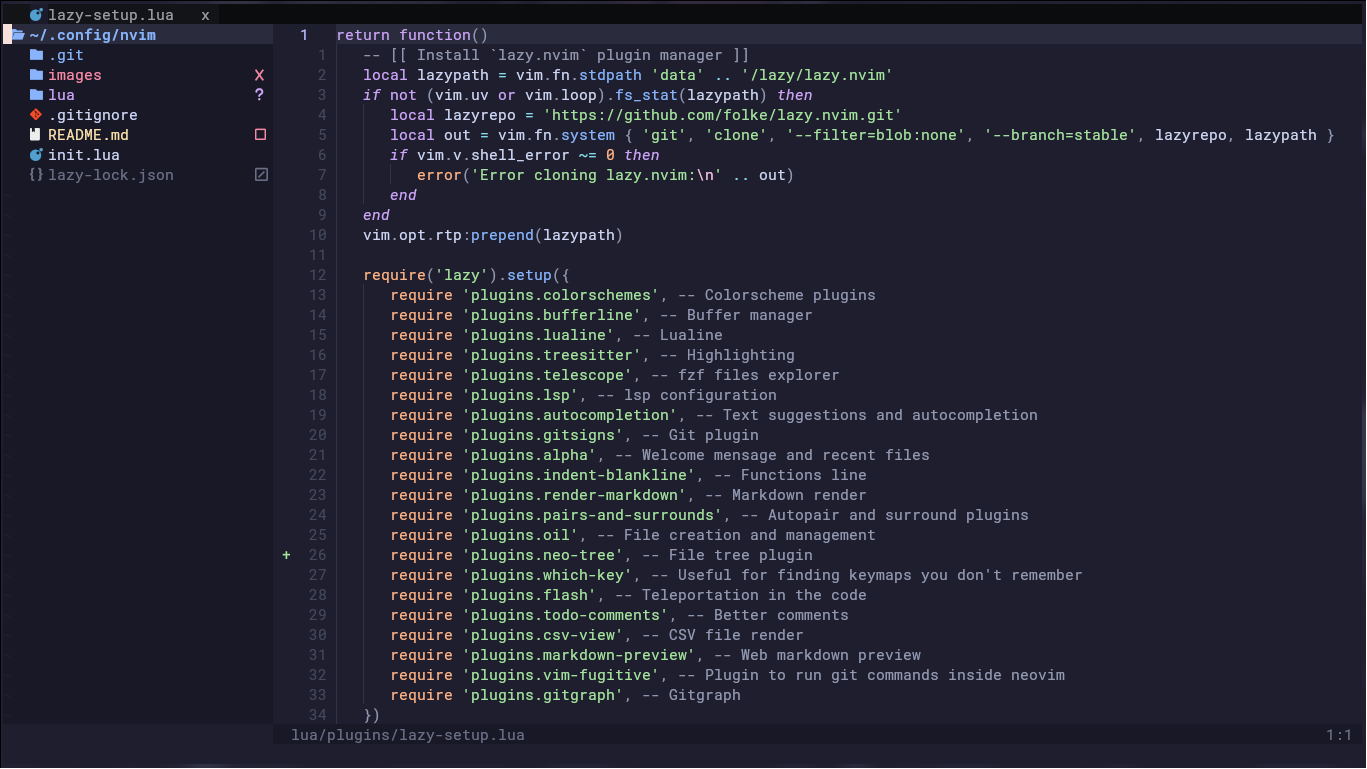 lazy-setup.lua x
~/.config/nvim
.git
images X
lua ?
.gitignore
README.md
init.lua
{} lazy-lock.json
1 return function()
1 -- [[ Install `lazy.nvim` plugin manager ]]
2 local lazypath = vim.fn.stdpath 'data' .. '/lazy/lazy.nvim'
3 if not (vim.uv or vim.loop).fs_stat(lazypath) then
4 local lazyrepo = 'https://github.com/folke/lazy.nvim.git'
5 local out = vim.fn.system { 'git', 'clone', '--filter=blob:none', '--branch=stable', lazyrepo, lazypath }
6 if vim.v.shell_error ~= 0 then
7 error('Error cloning lazy.nvim:\n' .. out)
8 end
9 end
10 vim.opt.rtp:prepend(lazypath)
11
12 require('lazy').setup({
13 require 'plugins.colorschemes', -- Colorscheme plugins
14 require 'plugins.bufferline', -- Buffer manager
15 require 'plugins.lualine', -- Lualine
16 require 'plugins.treesitter', -- Highlighting
17 require 'plugins.telescope', -- fzf files explorer
18 require 'plugins.lsp', -- lsp configuration
19 require 'plugins.autocompletion', -- Text suggestions and autocompletion
20 require 'plugins.gitsigns', -- Git plugin
21 require 'plugins.alpha', -- Welcome mensage and recent files
22 require 'plugins.indent-blankline', -- Functions line
23 require 'plugins.render-markdown', -- Markdown render
24 require 'plugins.pairs-and-surrounds', -- Autopair and surround plugins
25 require 'plugins.oil', -- File creation and management
+ 26 require 'plugins.neo-tree', -- File tree plugin
27 require 'plugins.which-key', -- Useful for finding keymaps you don't remember
28 require 'plugins.flash', -- Teleportation in the code
29 require 'plugins.todo-comments', -- Better comments
30 require 'plugins.csv-view', -- CSV file render
31 require 'plugins.markdown-preview', -- Web markdown preview
32 require 'plugins.vim-fugitive', -- Plugin to run git commands inside neovim
33 require 'plugins.gitgraph', -- Gitgraph
34 })
lua/plugins/lazy-setup.lua 1:1